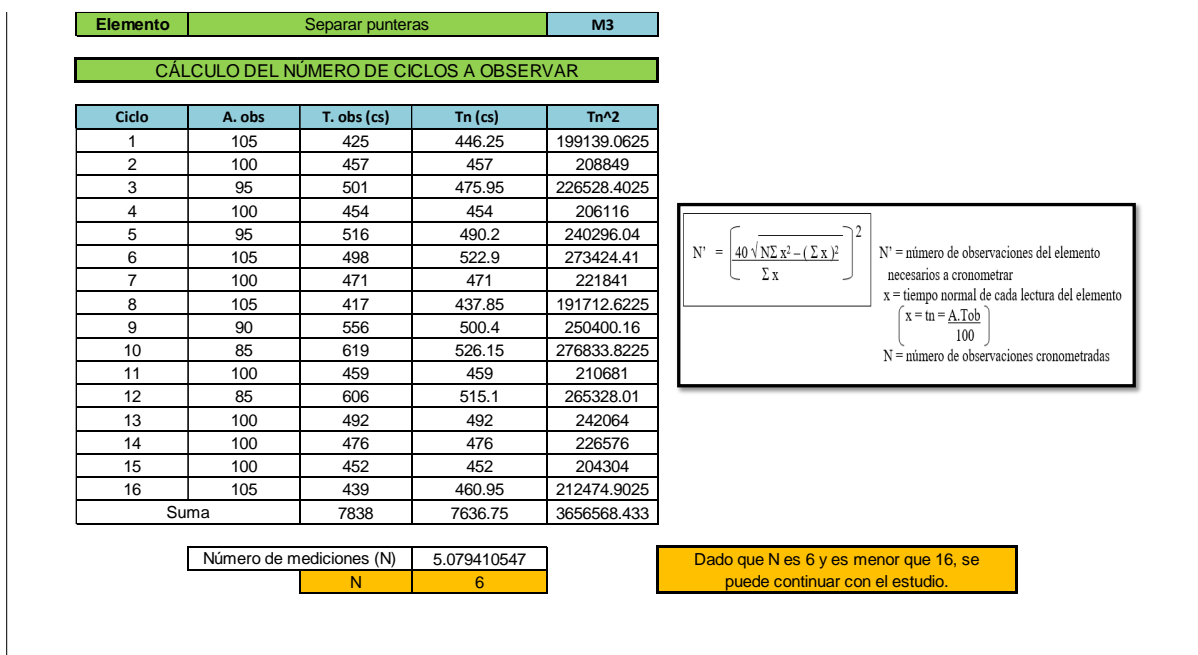 Elemento Separar punteras M3
CÁLCULO DEL NÚMERO DE CICLOS A OBSERVAR
Ciclo A. obs T. obs (cs) Tn (cs) Tn^2
1 105 425 446.25 199139.0625
2 100 457 457 208849
3 95 501 475.95 226528.4025
4 100 454 454 206116
5 95 516 490.2 240296.04
6 105 498 522.9 273424.41
7 100 471 471 221841
8 105 417 437.85 191712.6225
9 90 556 500.4 250400.16
10 85 619 526.15 276833.8225
11 100 459 459 210681
12 85 606 515.1 265328.01
13 100 492 492 242064
14 100 476 476 226576
15 100 452 452 204304
16 105 439 460.95 212474.9025
Suma 7838 7636.75 3656568.433
Número de mediciones (N) 5.079410547
N 6
N' = ( 40 √ NΣ x² – ( Σ x )² / Σ x ) 2
N' = número de observaciones del elemento
necesarios a cronometrar
x = tiempo normal de cada lectura del elemento
( x = tn = A.Tob
100 )
N = número de observaciones cronometradas
Dado que N es 6 y es menor que 16, se
puede continuar con el estudio.